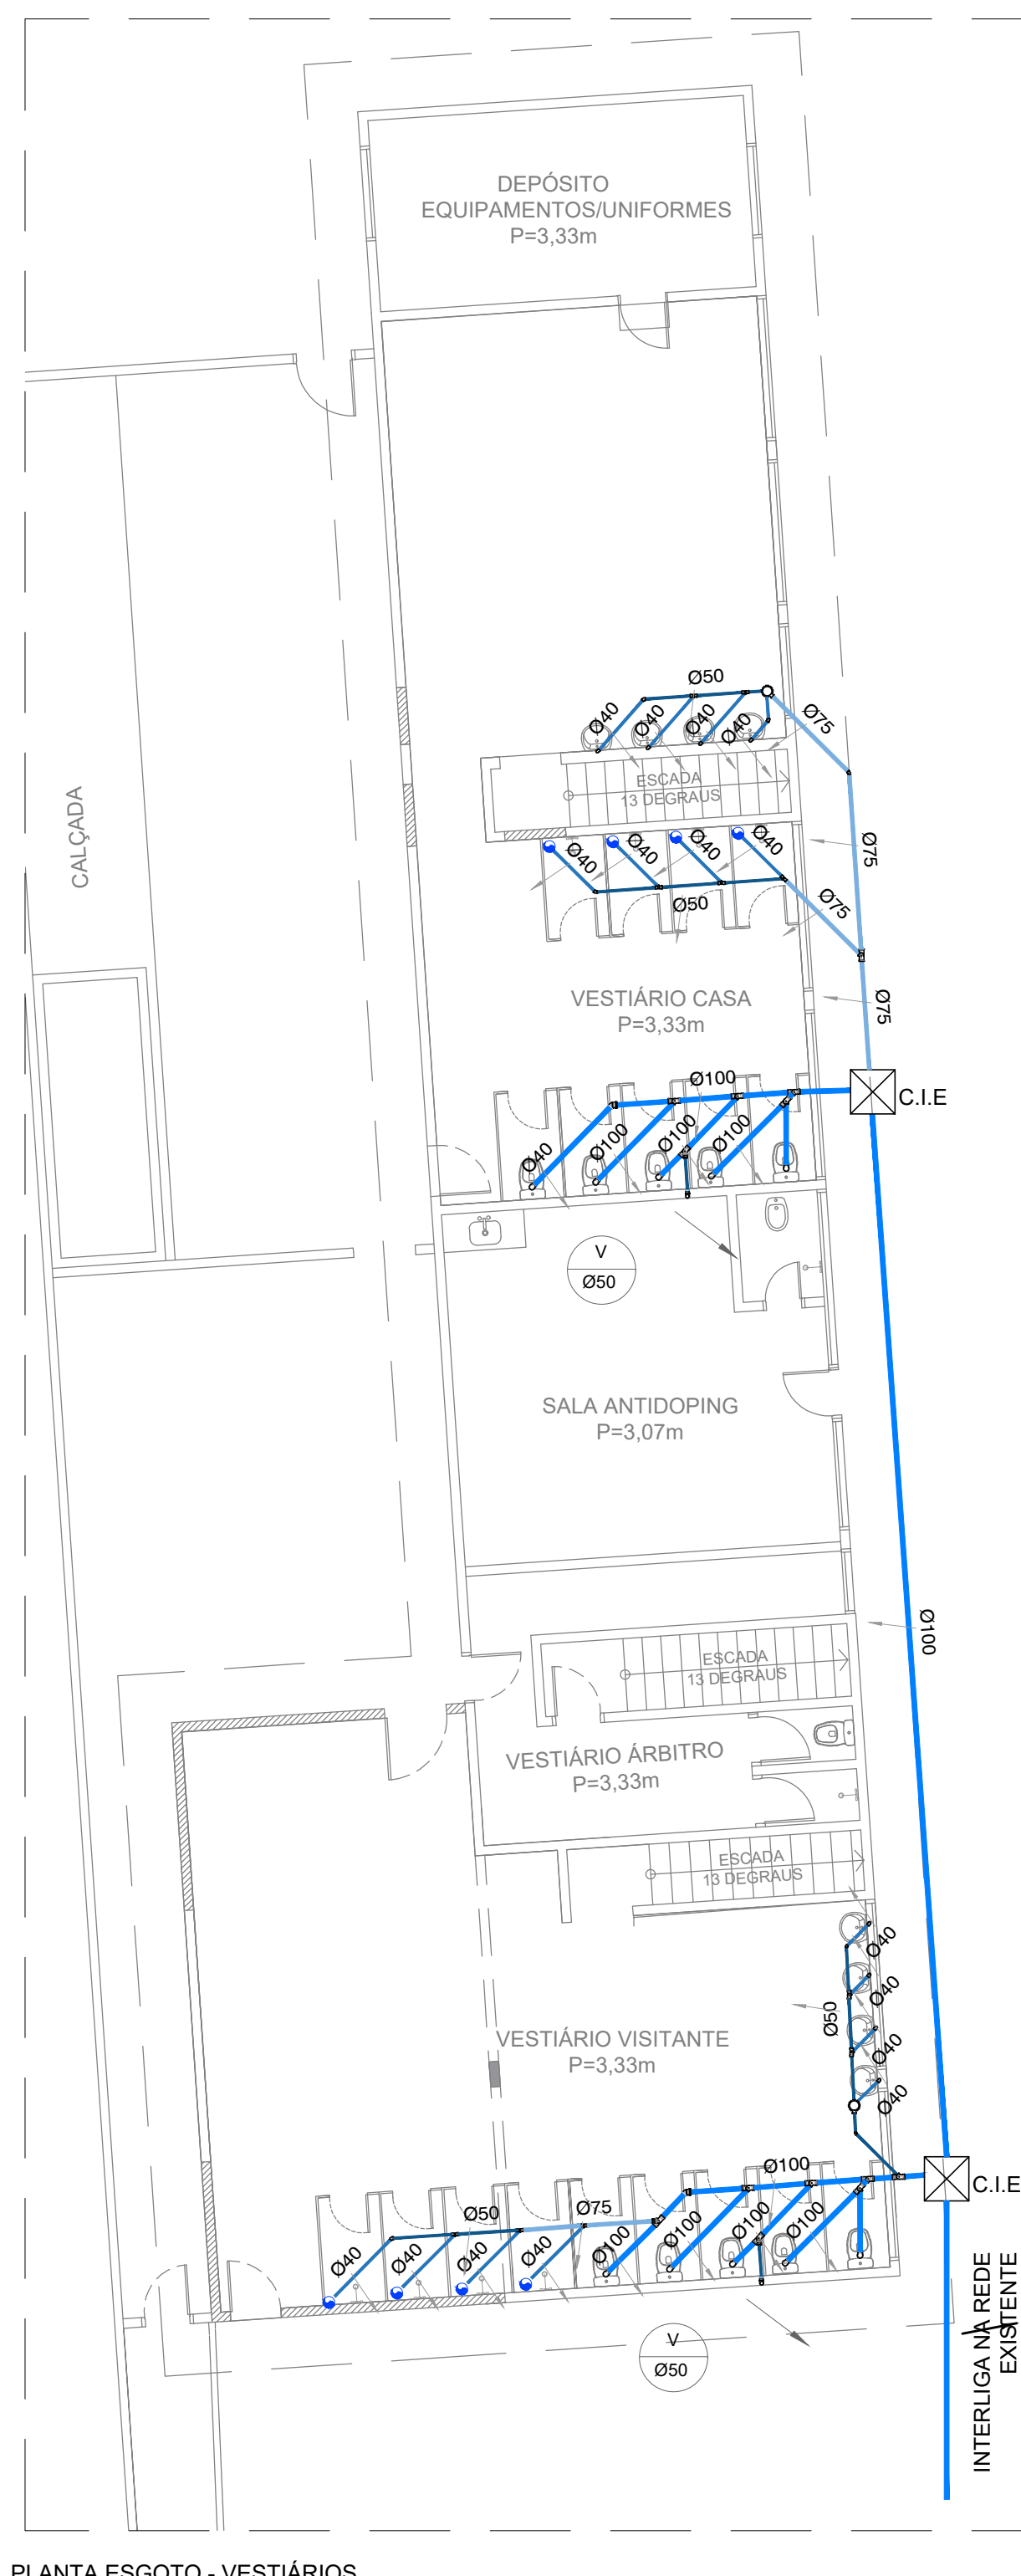 DEPÓSITO
EQUIPAMENTOS/UNIFORMES
P=3,33m
Ø50
Ø40
Ø40
Ø40
Ø40
Ø75
ESCADA
13 DEGRAUS
CALÇADA
Ø40
Ø40
Ø40
Ø40
Ø75
Ø50
Ø75
VESTIÁRIO CASA
P=3,33m
Ø75
Ø100
C.I.E
Ø40
Ø100
Ø100
Ø100
V
Ø50
SALA ANTIDOPING
P=3,07m
Ø100
ESCADA
13 DEGRAUS
VESTIÁRIO ÁRBITRO
P=3,33m
ESCADA
13 DEGRAUS
Ø40
Ø40
Ø50
Ø40
Ø40
VESTIÁRIO VISITANTE
P=3,33m
Ø100
C.I.E
Ø50
Ø75
Ø40
Ø40
Ø40
Ø40
Ø100
Ø100
Ø100
Ø100
INTERLIGA NA REDE
EXISTENTE
V
Ø50
PLANTA ESGOTO - VESTIÁRIOS